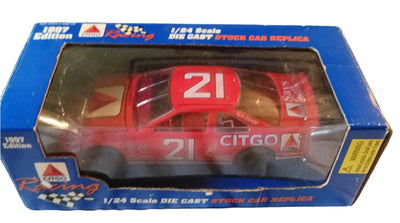 1997
Edition
CITGO
Racing
1/24 Scale
DIE CAST STOCK CAR REPLICA
21
CITGO
21
1997
Edition
CITGO
Racing
1/24 Scale DIE CAST STOCK CAR REPLICA
WARNING